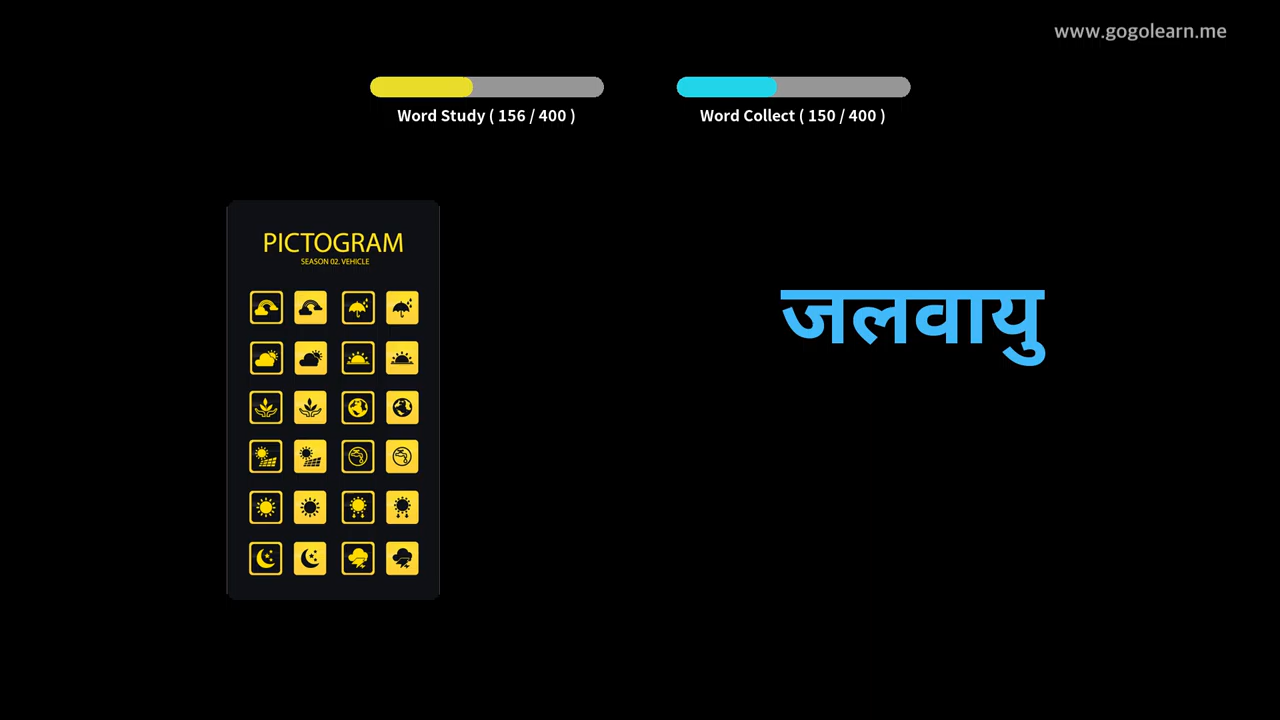 www.gogolearn.me
Word Study ( 156 / 400 )
Word Collect ( 150 / 400 )
PICTOGRAM
SEASON 02. VEHICLE
जलवायु